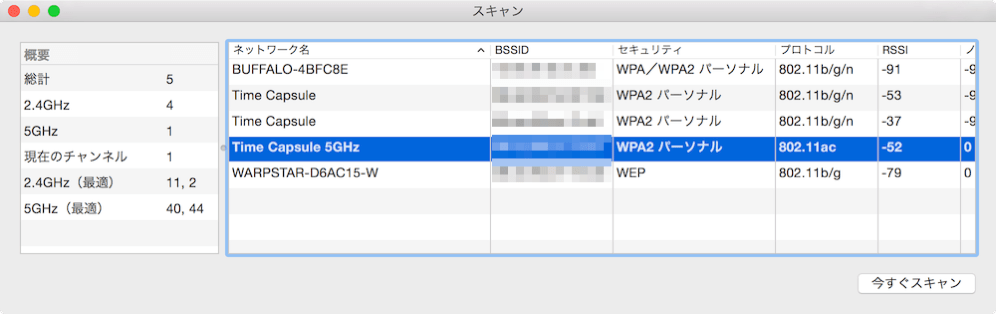 スキャン
概要
総計 5
2.4GHz 4
5GHz 1
現在のチャンネル 1
2.4GHz（最適） 11, 2
5GHz（最適） 40, 44
ネットワーク名 BSSID セキュリティ プロトコル RSSI ノ
BUFFALO-4BFC8E WPA／WPA2 パーソナル 802.11b/g/n -91 -9
Time Capsule WPA2 パーソナル 802.11b/g/n -53 -9
Time Capsule WPA2 パーソナル 802.11b/g/n -37 -9
Time Capsule 5GHz WPA2 パーソナル 802.11ac -52 0
WARPSTAR-D6AC15-W WEP 802.11b/g -79 0
今すぐスキャン